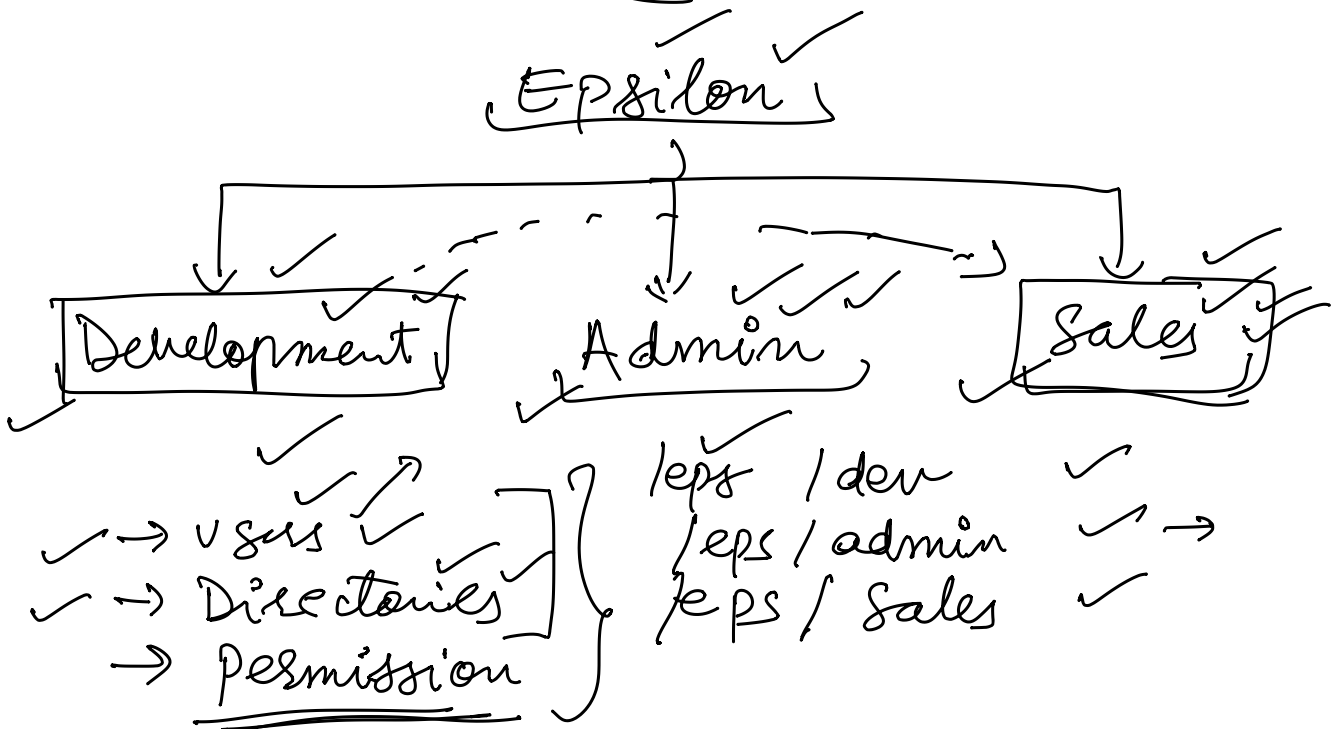 Epsilon
Development Admin Sales
/eps /dev
→ Users /eps/admin →
→ Directories /eps/ Sales
→ Permission